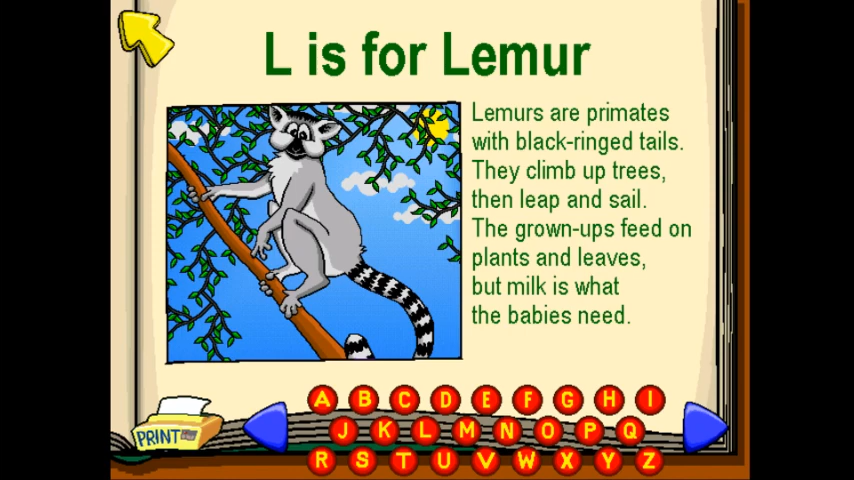 L is for Lemur
Lemurs are primates
with black-ringed tails.
They climb up trees,
then leap and sail.
The grown-ups feed on
plants and leaves,
but milk is what
the babies need.
A B C D E F G H I
J K L M N O P Q
R S T U V W X Y Z
PRINT